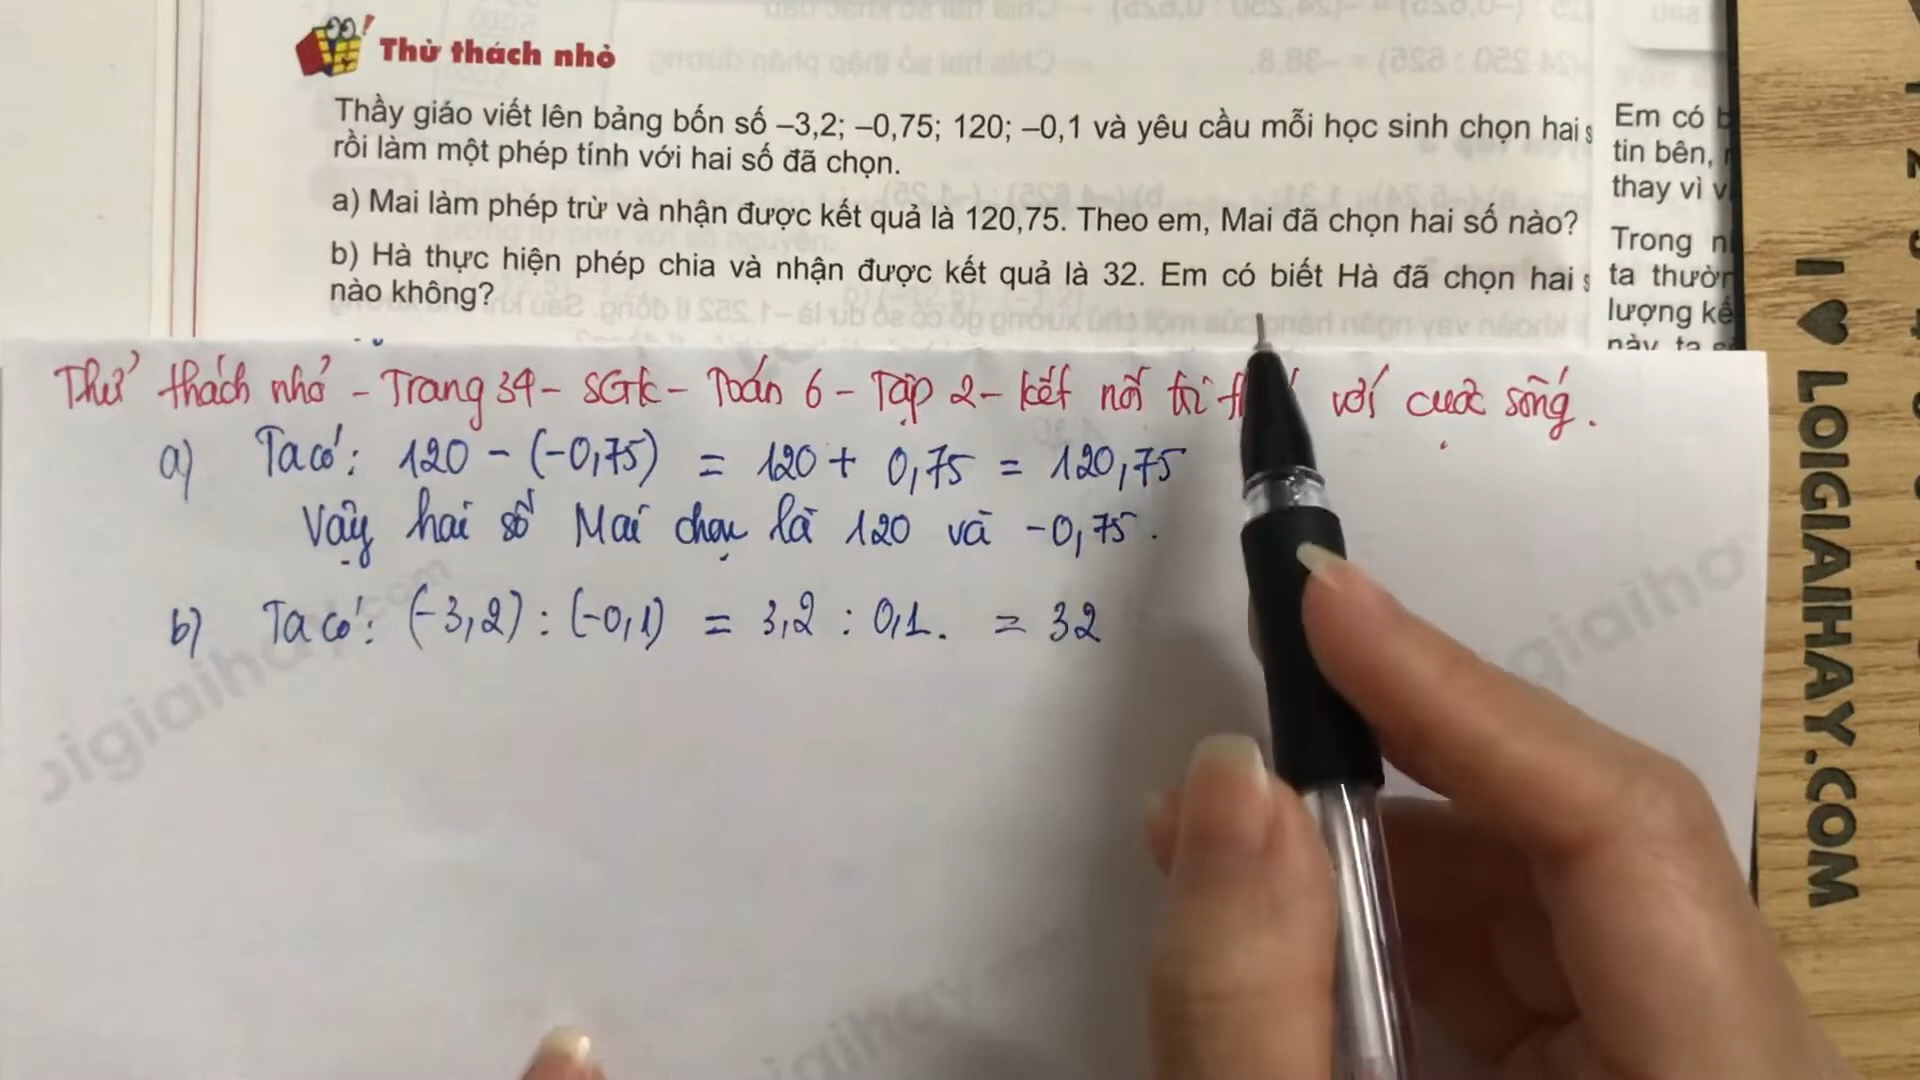 Thử thách nhỏ
Thầy giáo viết lên bảng bốn số –3,2; –0,75; 120; –0,1 và yêu cầu mỗi học sinh chọn hai s
rồi làm một phép tính với hai số đã chọn.
a) Mai làm phép trừ và nhận được kết quả là 120,75. Theo em, Mai đã chọn hai số nào?
b) Hà thực hiện phép chia và nhận được kết quả là 32. Em có biết Hà đã chọn hai s
nào không?
Em có b
tin bên,
thay vì v
Trong n
ta thườn
lượng kế
này, ta
Thử thách nhỏ - Trang 34 - SGK - Toán 6 - Tập 2 - kết nối tri với cuộc sống.
a) Ta có: 120 - (-0,75) = 120 + 0,75 = 120,75
Vậy hai số Mai chọn là 120 và -0,75.
b) Ta có: (-3,2) : (-0,1) = 3,2 : 0,1. = 32
I ♥ LOIGIAIHAY.COM